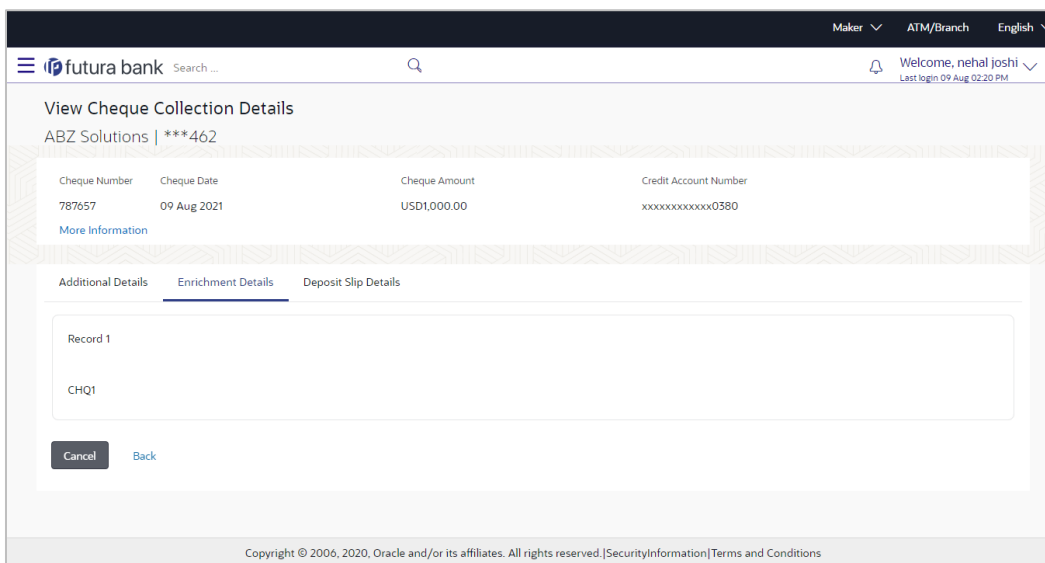 Maker ATM/Branch English
futura bank Search ... Welcome, nehal joshi
Last login 09 Aug 02:20 PM
View Cheque Collection Details
ABZ Solutions | ***462
Cheque Number Cheque Date Cheque Amount Credit Account Number
787657 09 Aug 2021 USD1,000.00 xxxxxxxxxxxx0380
More Information
Additional Details Enrichment Details Deposit Slip Details
Record 1
CHQ1
Cancel Back
Copyright © 2006, 2020, Oracle and/or its affiliates. All rights reserved.|SecurityInformation|Terms and Conditions